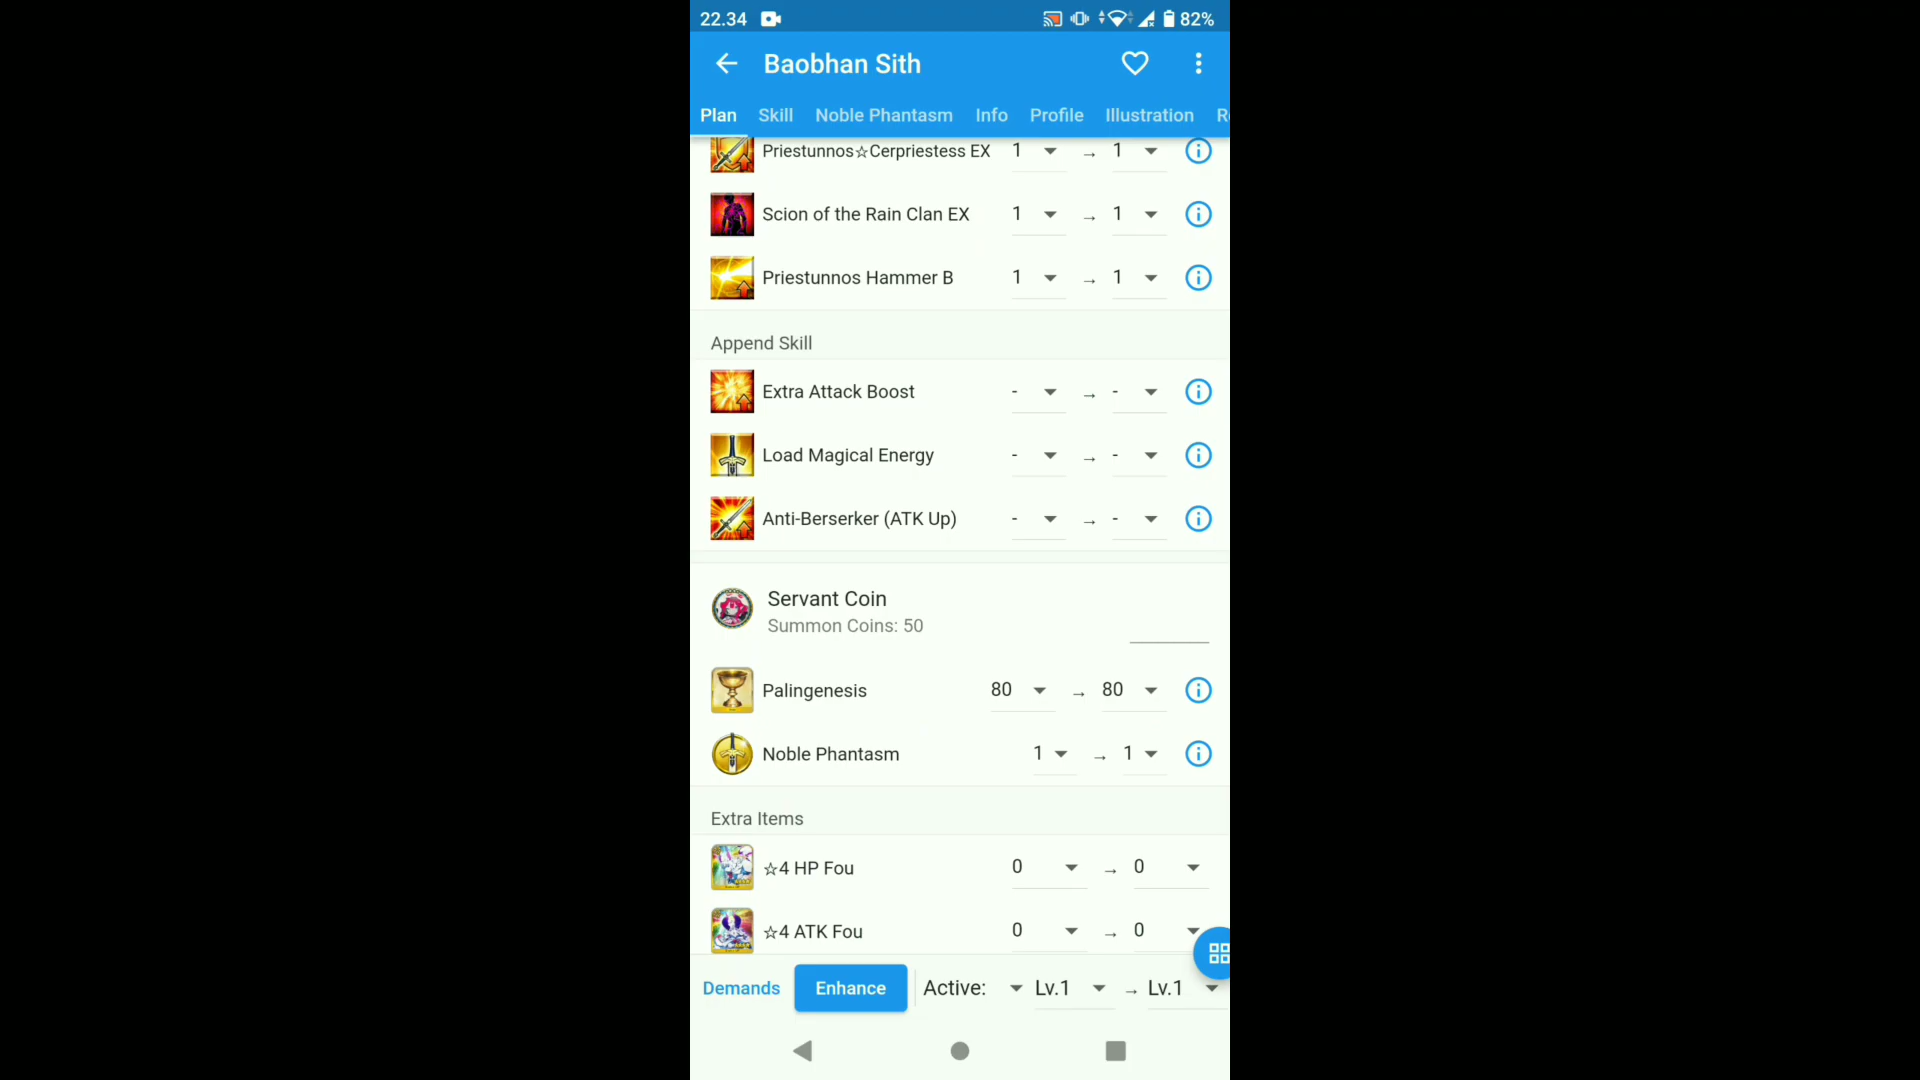 22.34 82%
Baobhan Sith
Plan Skill Noble Phantasm Info Profile Illustration R
Priestunnos☆Cerpriestess EX 1 → 1
Scion of the Rain Clan EX 1 → 1
Priestunnos Hammer B 1 → 1
Append Skill
Extra Attack Boost - → -
Load Magical Energy - → -
Anti-Berserker (ATK Up) - → -
Servant Coin
Summon Coins: 50
Palingenesis 80 → 80
Noble Phantasm 1 → 1
Extra Items
☆4 HP Fou 0 → 0
☆4 ATK Fou 0 → 0
Demands Enhance Active: Lv.1 → Lv.1